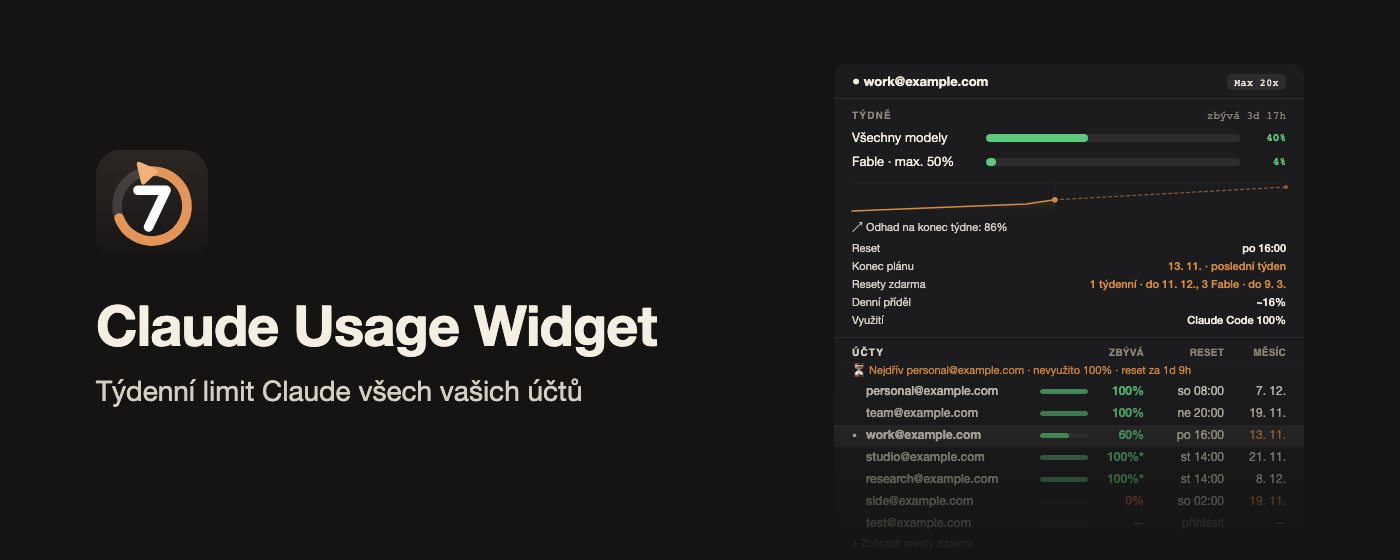 7
Claude Usage Widget
Týdenní limit Claude všech vašich účtů
• work@example.com Max 20x
TÝDNĚ zbývá 3d 17h
Všechny modely 40%
Fable · max. 50% 4%
↗ Odhad na konec týdne: 86%
Reset po 16:00
Konec plánu 13. 11. · poslední týden
Resety zdarma 1 týdenní · do 11. 12., 3 Fable · do 9. 3.
Denní příděl ~16%
Využití Claude Code 100%
ÚČTY ZBÝVÁ RESET MĚSÍC
⏳ Nejdřív personal@example.com · nevyužito 100% · reset za 1d 9h
personal@example.com 100% so 08:00 7. 12.
team@example.com 100% ne 20:00 19. 11.
• work@example.com 60% po 16:00 13. 11.
studio@example.com 100%* st 14:00 21. 11.
research@example.com 100%* st 14:00 8. 12.
side@example.com 0% so 02:00 19. 11.
test@example.com — přihlásit —
Zobrazit resety zdarma